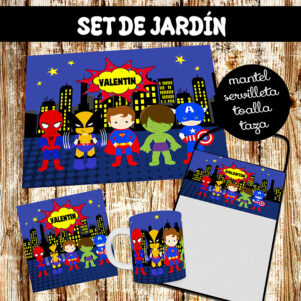 SET DE JARDÍN
VALENTIN
mantel
servilleta
toalla
taza
VALENTIN
VALENTIN